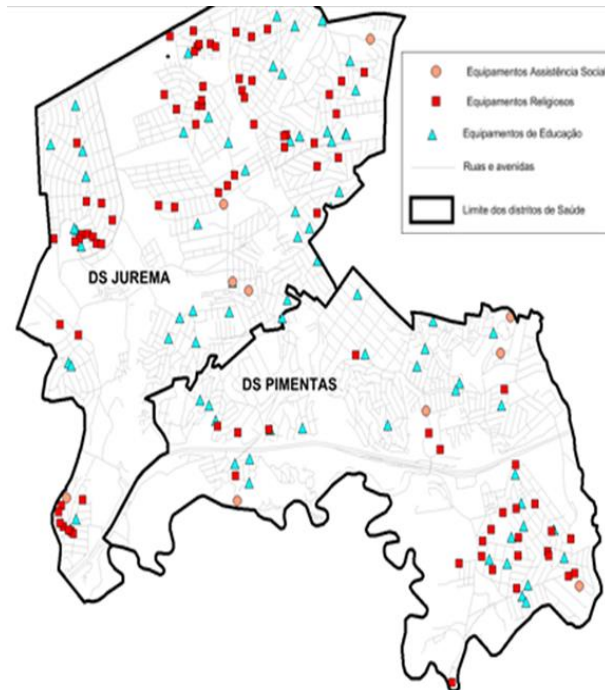 Equipamentos Assistência Social
Equipamentos Religiosos
Equipamentos de Educação
Ruas e avenidas
Limite dos distritos de Saúde
DS JUREMA
DS PIMENTAS